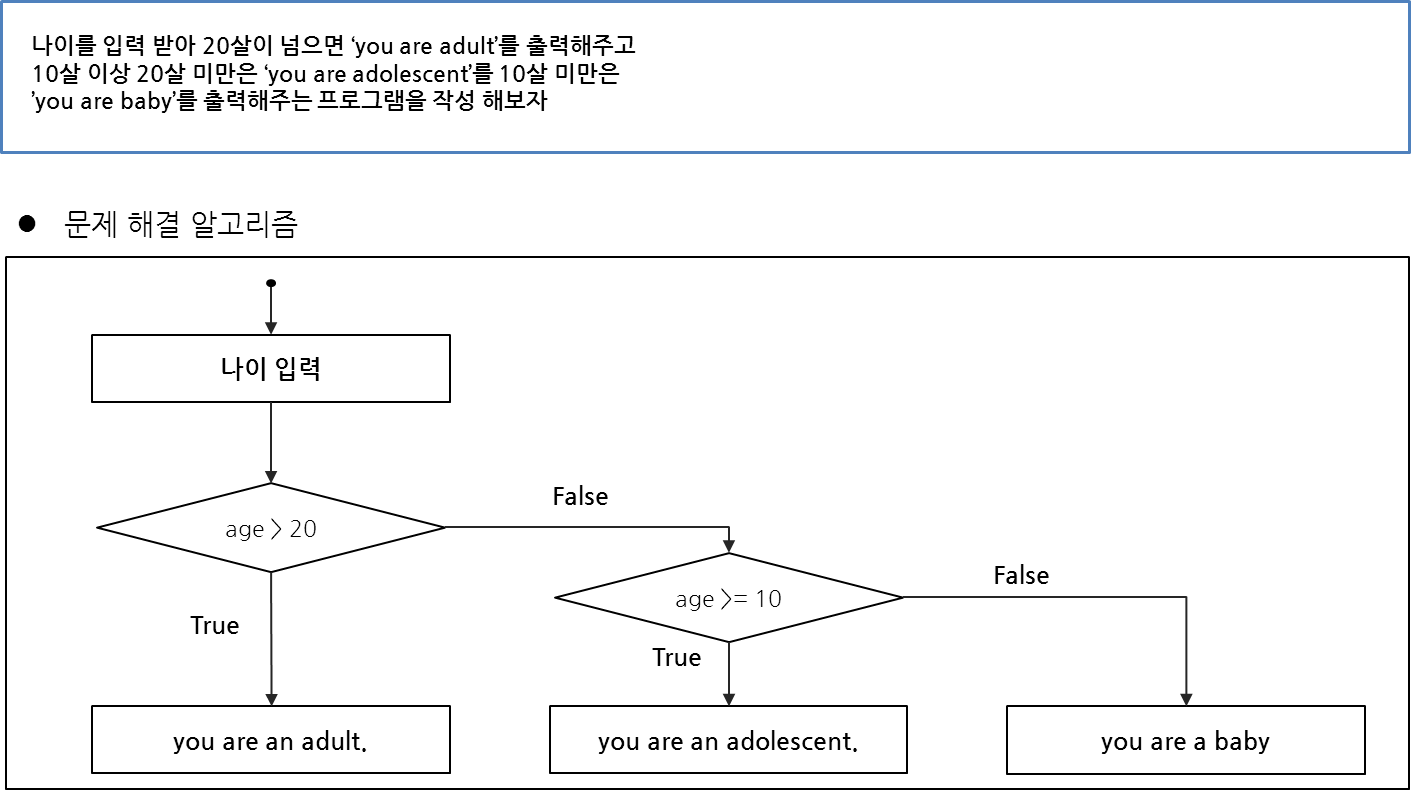 나이를 입력 받아 20살이 넘으면 ‘you are adult’를 출력해주고
10살 이상 20살 미만은 ‘you are adolescent’를 10살 미만은
’you are baby’를 출력해주는 프로그램을 작성 해보자
● 문제 해결 알고리즘
나이 입력
False
age > 20
False
age >= 10
True
True
you are an adult.
you are an adolescent.
you are a baby